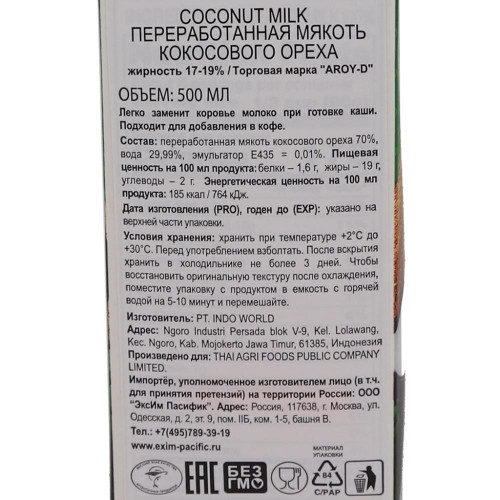 COCONUT MILK
ПЕРЕРАБОТАННАЯ МЯКОТЬ
КОКОСОВОГО ОРЕХА
жирность 17-19% / Торговая марка "AROY-D"
ОБЪЕМ: 500 МЛ
Легко заменит коровье молоко при готовке каши.
Подходит для добавления в кофе.
Состав: переработанная мякоть кокосового ореха 70%,
вода 29,99%, эмульгатор Е435 = 0,01%. Пищевая
ценность на 100 мл продукта: белки – 1,6 г, жиры – 19 г,
углеводы – 2 г. Энергетическая ценность на 100 мл
продукта: 185 ккал / 764 кДж.
Дата изготовления (PRO), годен до (EXP): указано на
верхней части упаковки.
Условия хранения: хранить при температуре +2°С до
+30°С. Перед употреблением взболтать. После вскрытия
хранить в холодильнике не более 3 дней. Чтобы
восстановить оригинальную текстуру после охлаждения,
поместите упаковку с продуктом в емкость с горячей
водой на 5-10 минут и перемешайте.
Изготовитель: PT. INDO WORLD
Адрес: Ngoro Industri Persada blok V-9, Kel. Lolawang,
Kec. Ngoro, Kab. Mojokerto Jawa Timur, 61385, Индонезия
Произведено для: THAI AGRI FOODS PUBLIC COMPANY
LIMITED.
Импортёр, уполномоченное изготовителем лицо (в т.ч.
для принятия претензий) на территории России: ООО
"ЭксИм Пасифик". Адрес: Россия, 117638, г. Москва, ул.
Одесская, д. 2, эт. 9, пом. IIБ, ком. 1-5, башня В.
Тел.:+7(495)789-39-19
www.exim-pacific.ru
EAC
БЕЗ
ГМО
МАТЕРИАЛ
УПАКОВКИ
84
C/PAP